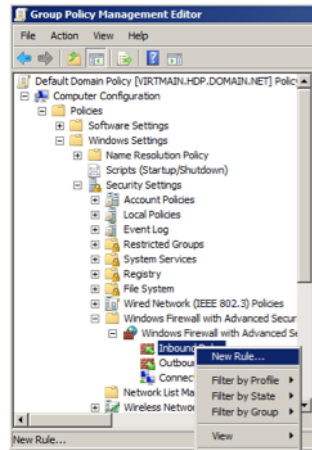 Group Policy Management Editor
File Action View Help
Default Domain Policy [VIRTMAIN.HDP.DOMAIN.NET] Policy
Computer Configuration
Policies
Software Settings
Windows Settings
Name Resolution Policy
Scripts (Startup/Shutdown)
Security Settings
Account Policies
Local Policies
Event Log
Restricted Groups
System Services
Registry
File System
Wired Network (IEEE 802.3) Policies
Windows Firewall with Advanced Secur
Windows Firewall with Advanced Se
Inbound
New Rule...
Outbou
Connect
Filter by Profile
Network List Ma
Filter by State
Wireless Networ
Filter by Group
View
New Rule...